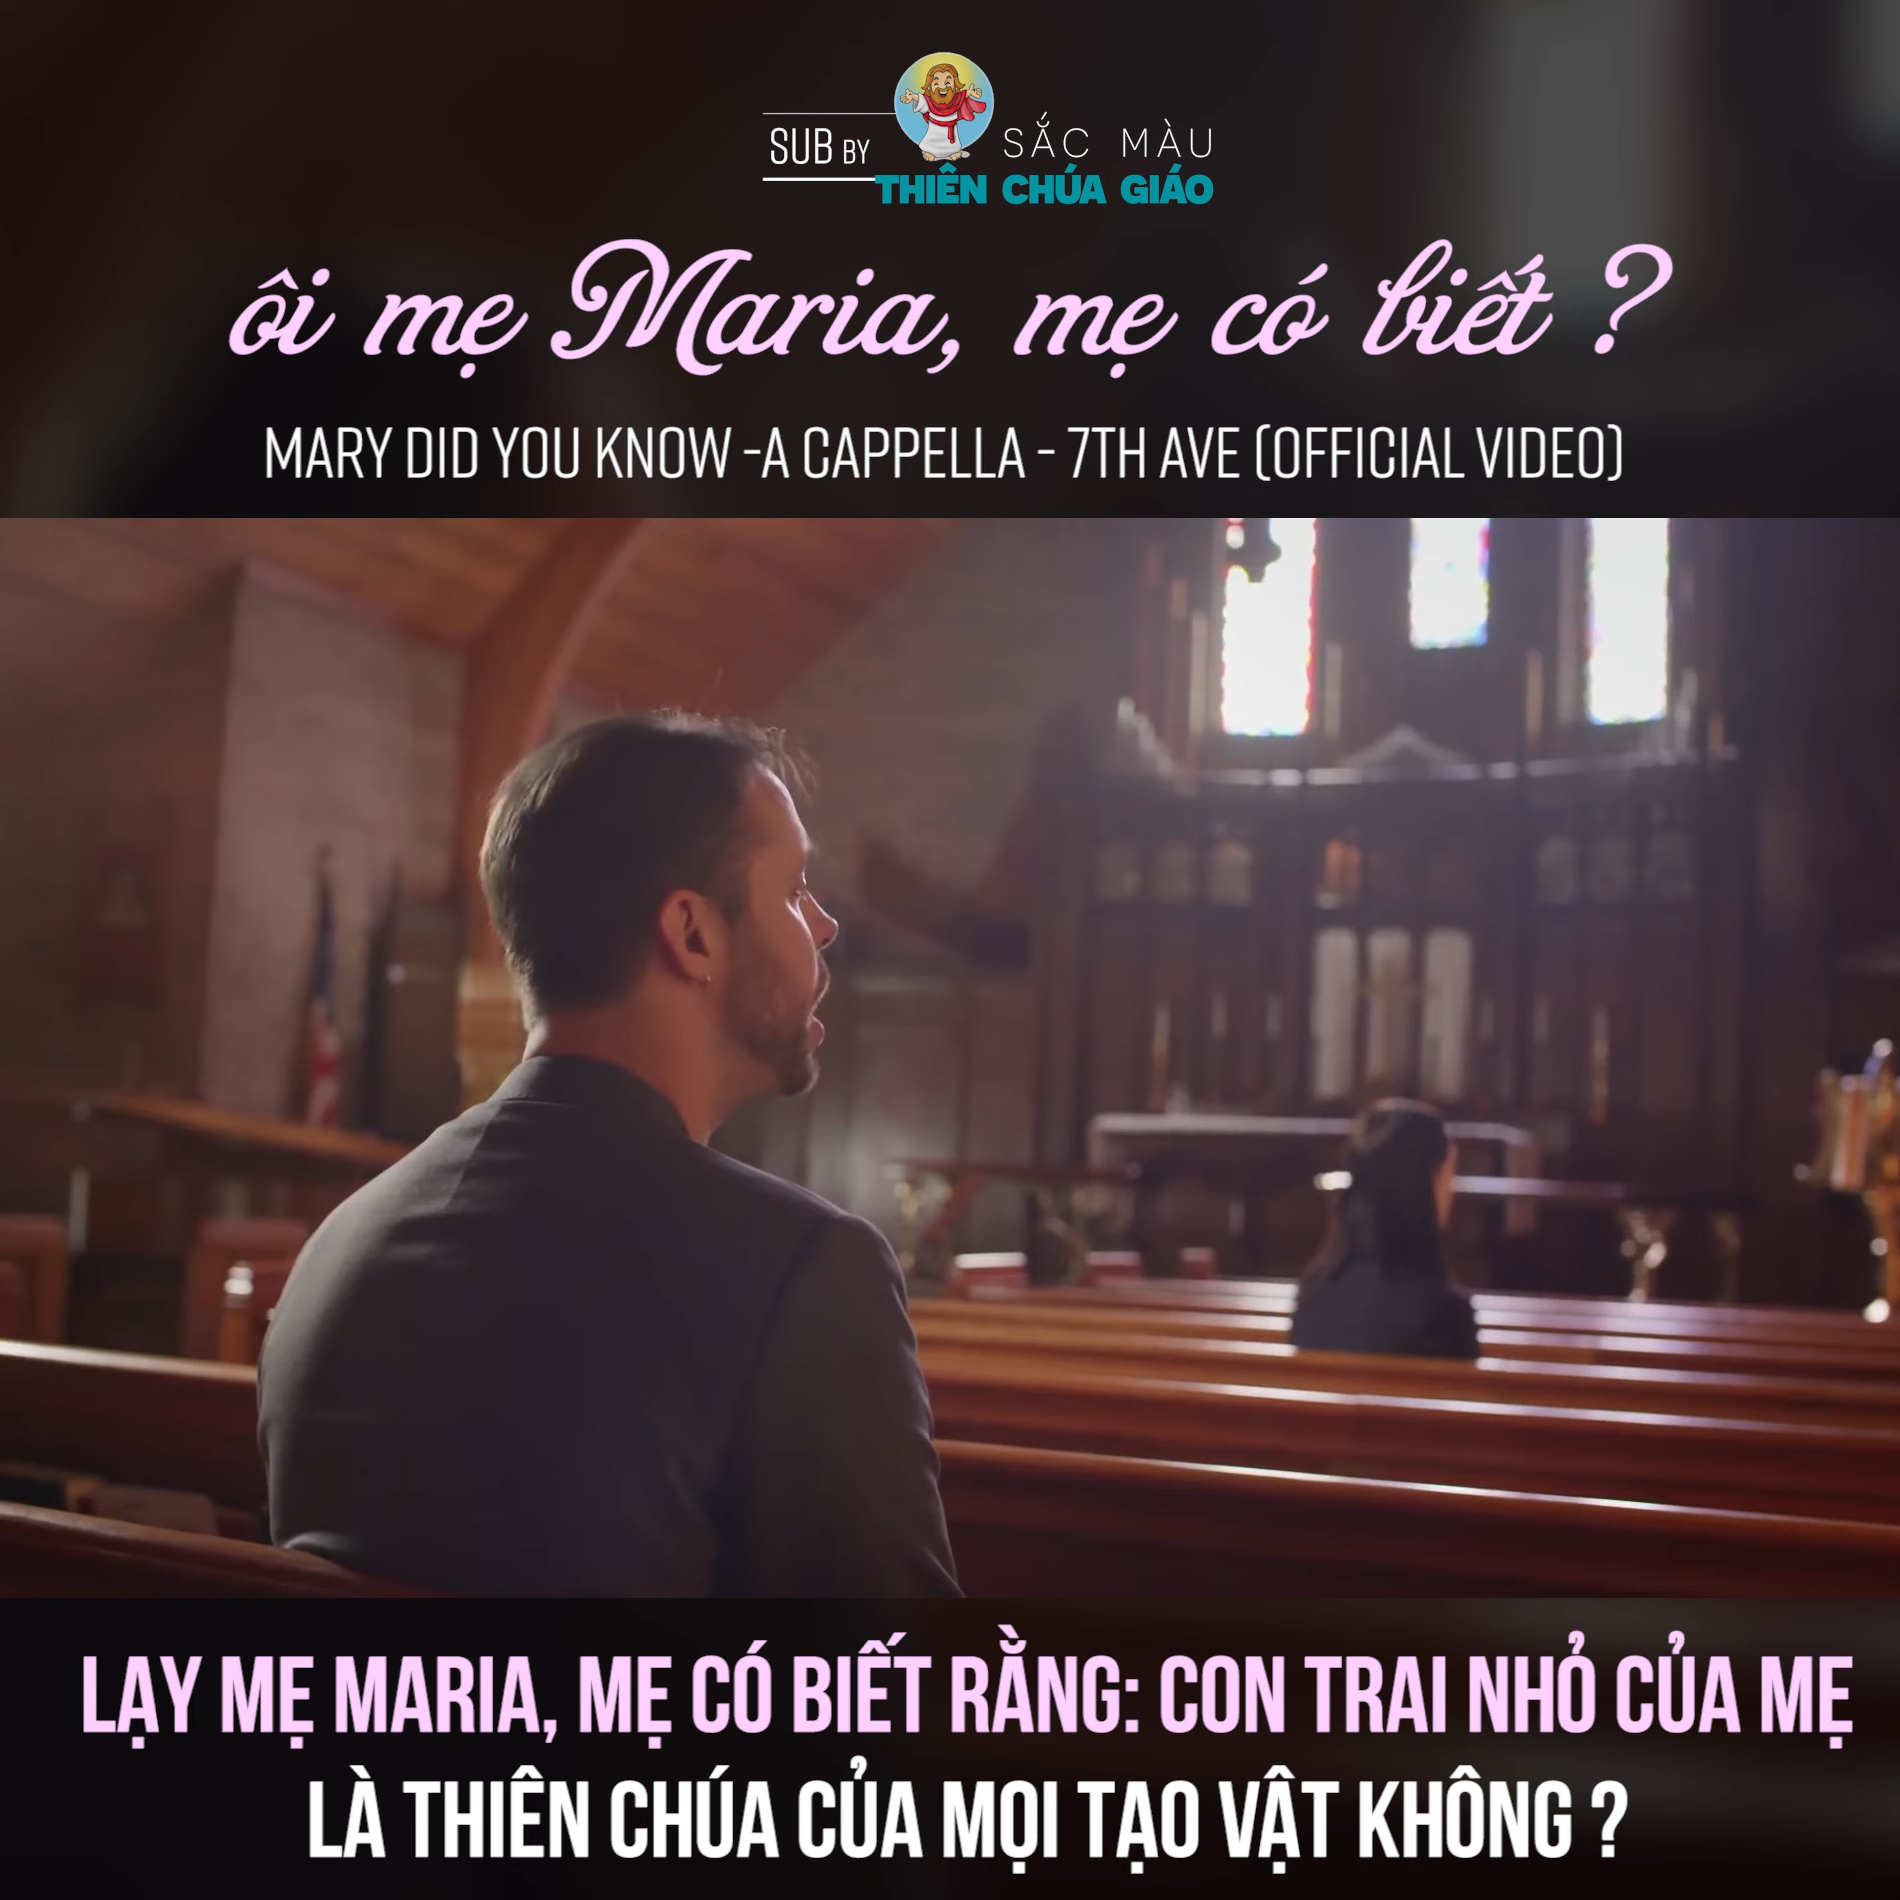 SUB BY SẮC MÀU
THIÊN CHÚA GIÁO
ôi mẹ Maria, mẹ có biết ?
MARY DID YOU KNOW -A CAPPELLA - 7TH AVE (OFFICIAL VIDEO)
LẠY MẸ MARIA, MẸ CÓ BIẾT RẰNG: CON TRAI NHỎ CỦA MẸ
LÀ THIÊN CHÚA CỦA MỌI TẠO VẬT KHÔNG ?